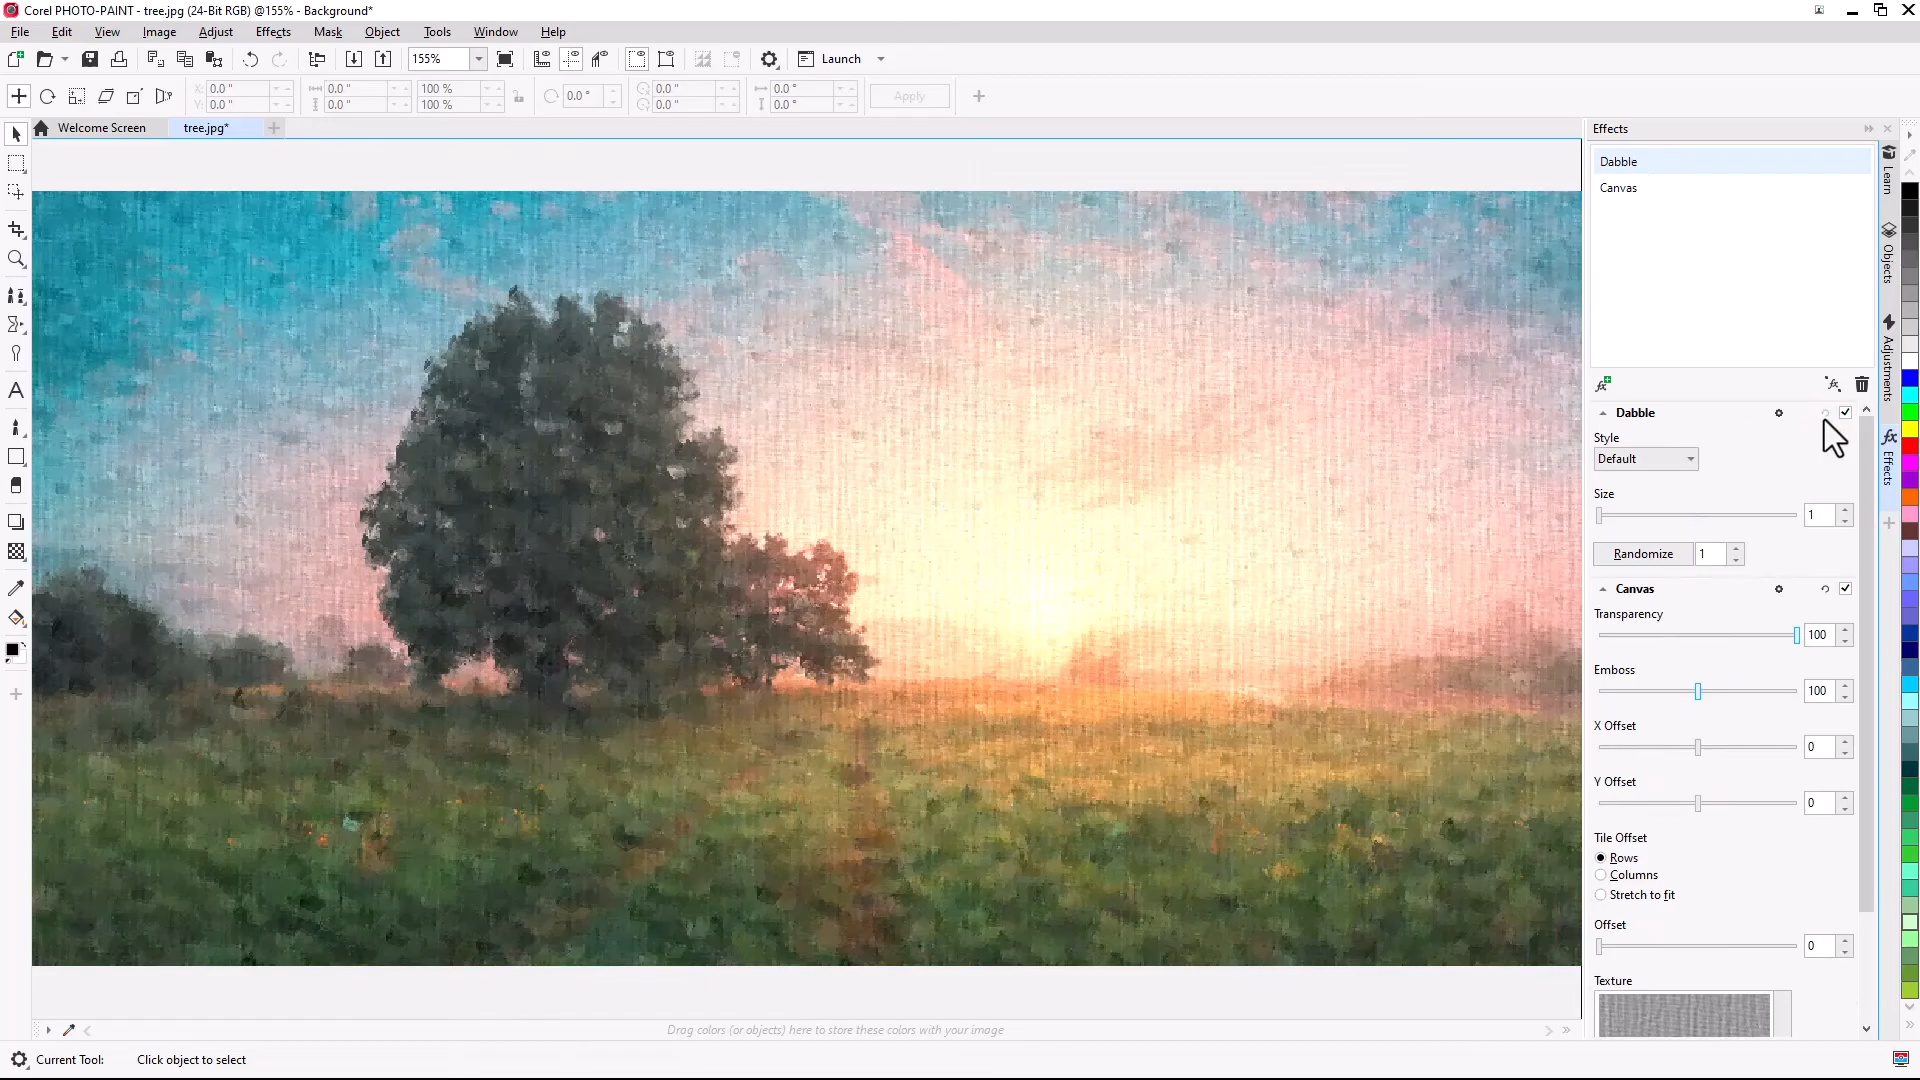 Corel PHOTO-PAINT - tree.jpg (24-Bit RGB) @155% - Background*
File Edit View Image Adjust Effects Mask Object Tools Window Help
155% Launch
X: 0.0 " 0.0 " 100 % 0.0 ° 0.0 " 0.0 ° Apply
Y: 0.0 " 0.0 " 100 % 0.0 " 0.0 °
Welcome Screen tree.jpg*
Effects
Dabble
Canvas
Learn
Objects
Adjustments
Effects
Dabble
Style
Default
Size
1
Randomize 1
Canvas
Transparency
100
Emboss
100
X Offset
0
Y Offset
0
Tile Offset
Rows
Columns
Stretch to fit
Offset
0
Texture
Drag colors (or objects) here to store these colors with your image
Current Tool: Click object to select